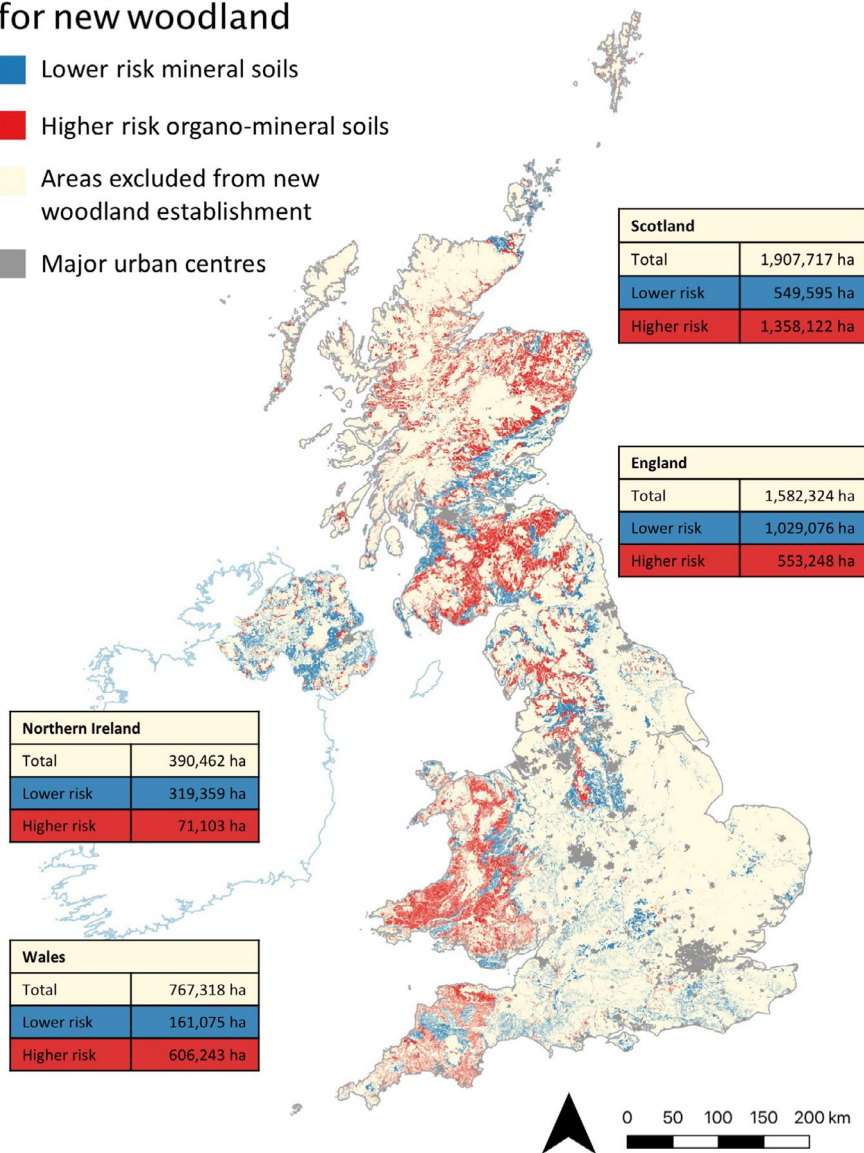 for new woodland
Lower risk mineral soils
Higher risk organo-mineral soils
Areas excluded from new
woodland establishment
Major urban centres
Scotland
Total 1,907,717 ha
Lower risk 549,595 ha
Higher risk 1,358,122 ha
England
Total 1,582,324 ha
Lower risk 1,029,076 ha
Higher risk 553,248 ha
Northern Ireland
Total 390,462 ha
Lower risk 319,359 ha
Higher risk 71,103 ha
Wales
Total 767,318 ha
Lower risk 161,075 ha
Higher risk 606,243 ha
0 50 100 150 200 km